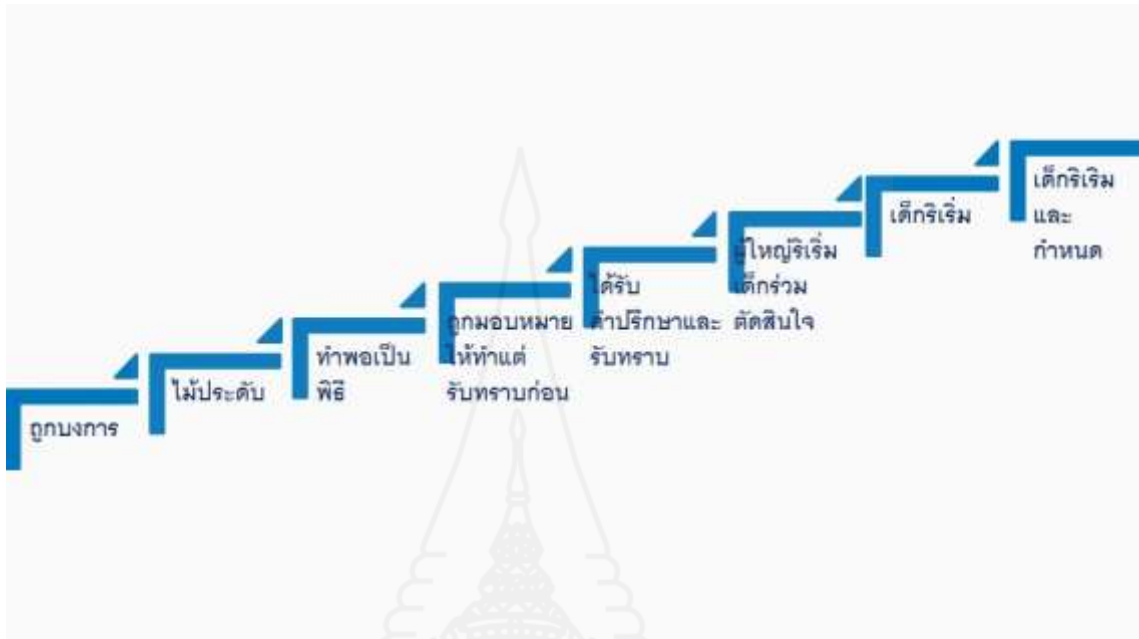 ถูกบงการ
ไม้ประดับ
ทำพอเป็น
พิธี
ถูกมอบหมาย
ให้ทำแต่
รับทราบก่อน
ได้รับ
คำปรึกษาและ
รับทราบ
ผู้ใหญ่ริเริ่ม
เด็กร่วม
ตัดสินใจ
เด็กริเริ่ม
เด็กริเริม
และ
กำหนด